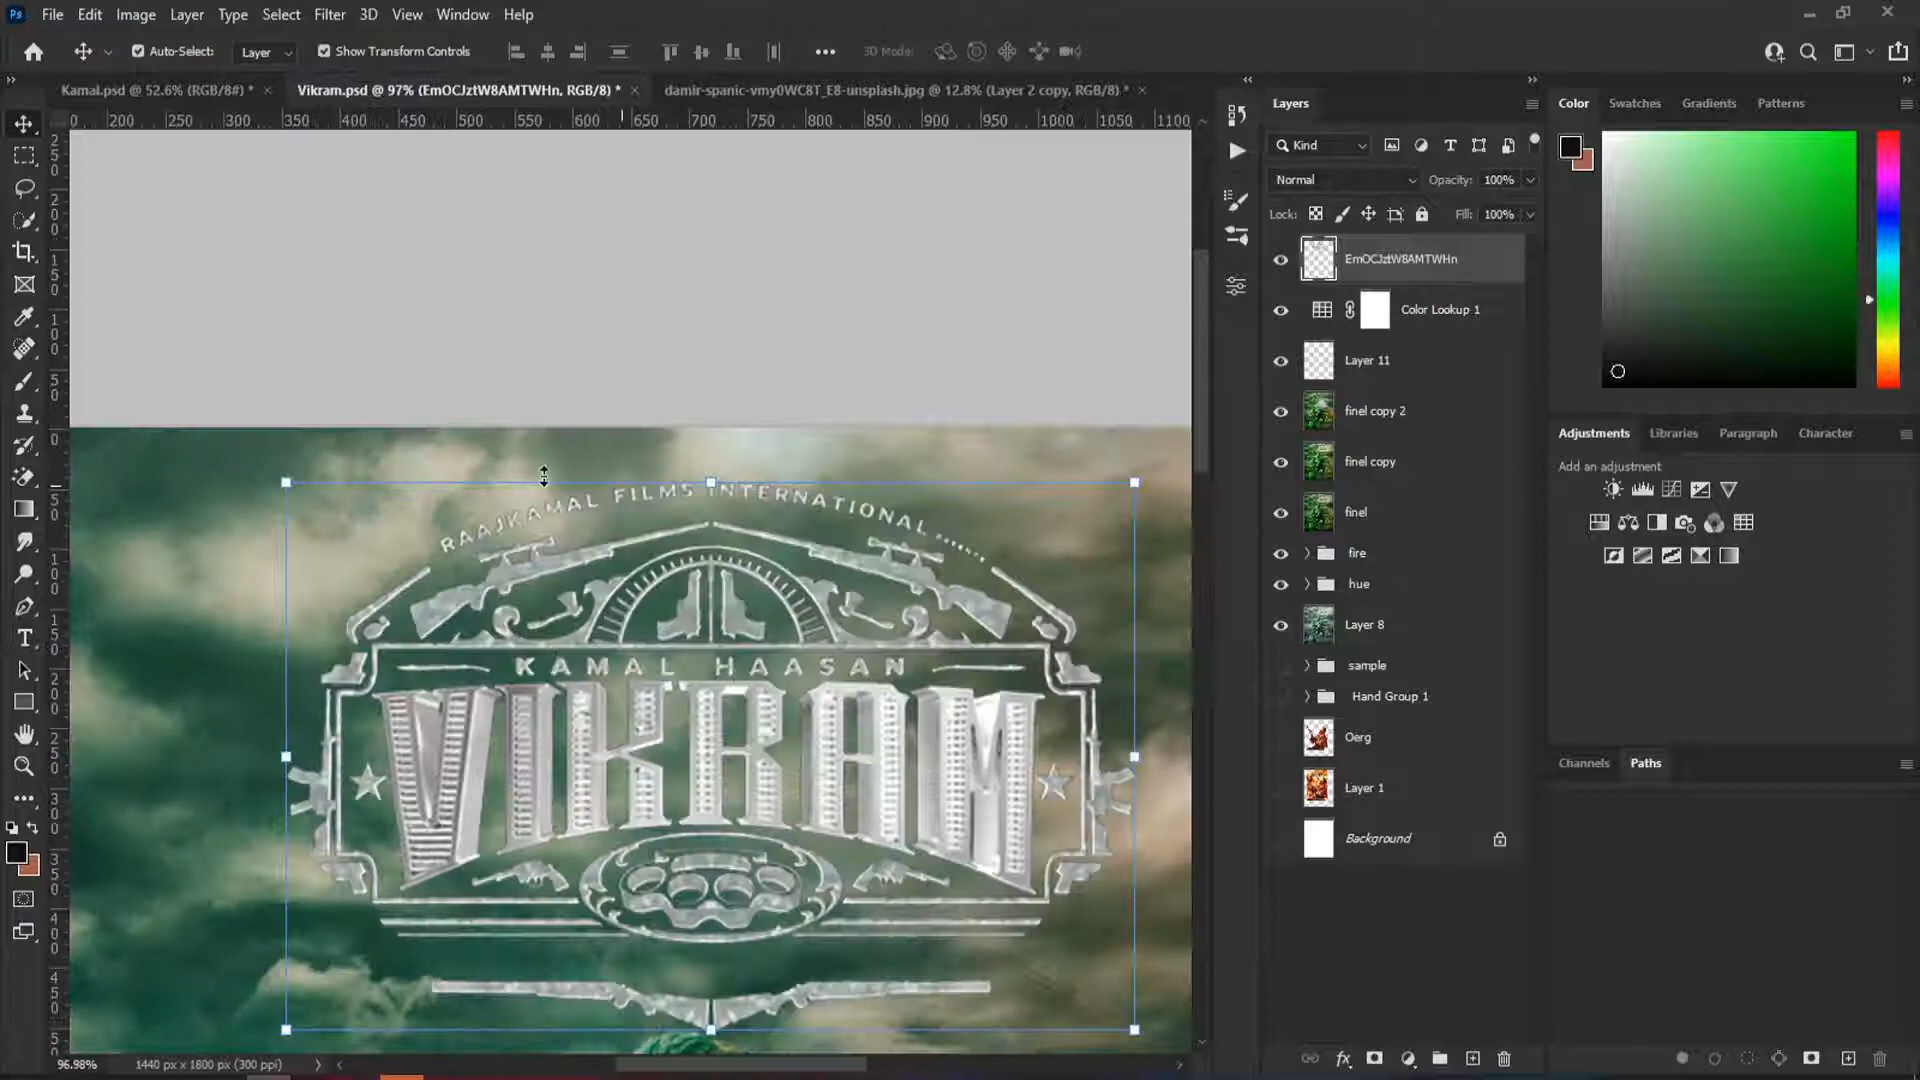 Ps File Edit Image Layer Type Select Filter 3D View Window Help
Auto-Select: Layer Show Transform Controls 3D Mode:
Kamal.psd @ 52.6% (RGB/8#) * × Vikram.psd @ 97% (EmOCJztW8AMTWHn, RGB/8) * × damir-spanic-vmy0WC8T_E8-unsplash.jpg @ 12.8% (Layer 2 copy, RGB/8) * ×
0 200 250 300 350 400 450 500 550 600 650 700 750 800 850 900 950 1000 1050 1100
RAAJKAMAL FILMS INTERNATIONAL
KAMAL HAASAN
VIKRAM
96.98% 1440 px x 1800 px (300 ppi)
Layers
Kind
Normal Opacity: 100%
Lock: Fill: 100%
EmOCJztW8AMTWHn
Color Lookup 1
Layer 11
finel copy 2
finel copy
finel
fire
hue
Layer 8
sample
Hand Group 1
Oerg
Layer 1
Background
fx
Color Swatches Gradients Patterns
Adjustments Libraries Paragraph Character
Add an adjustment
Channels Paths